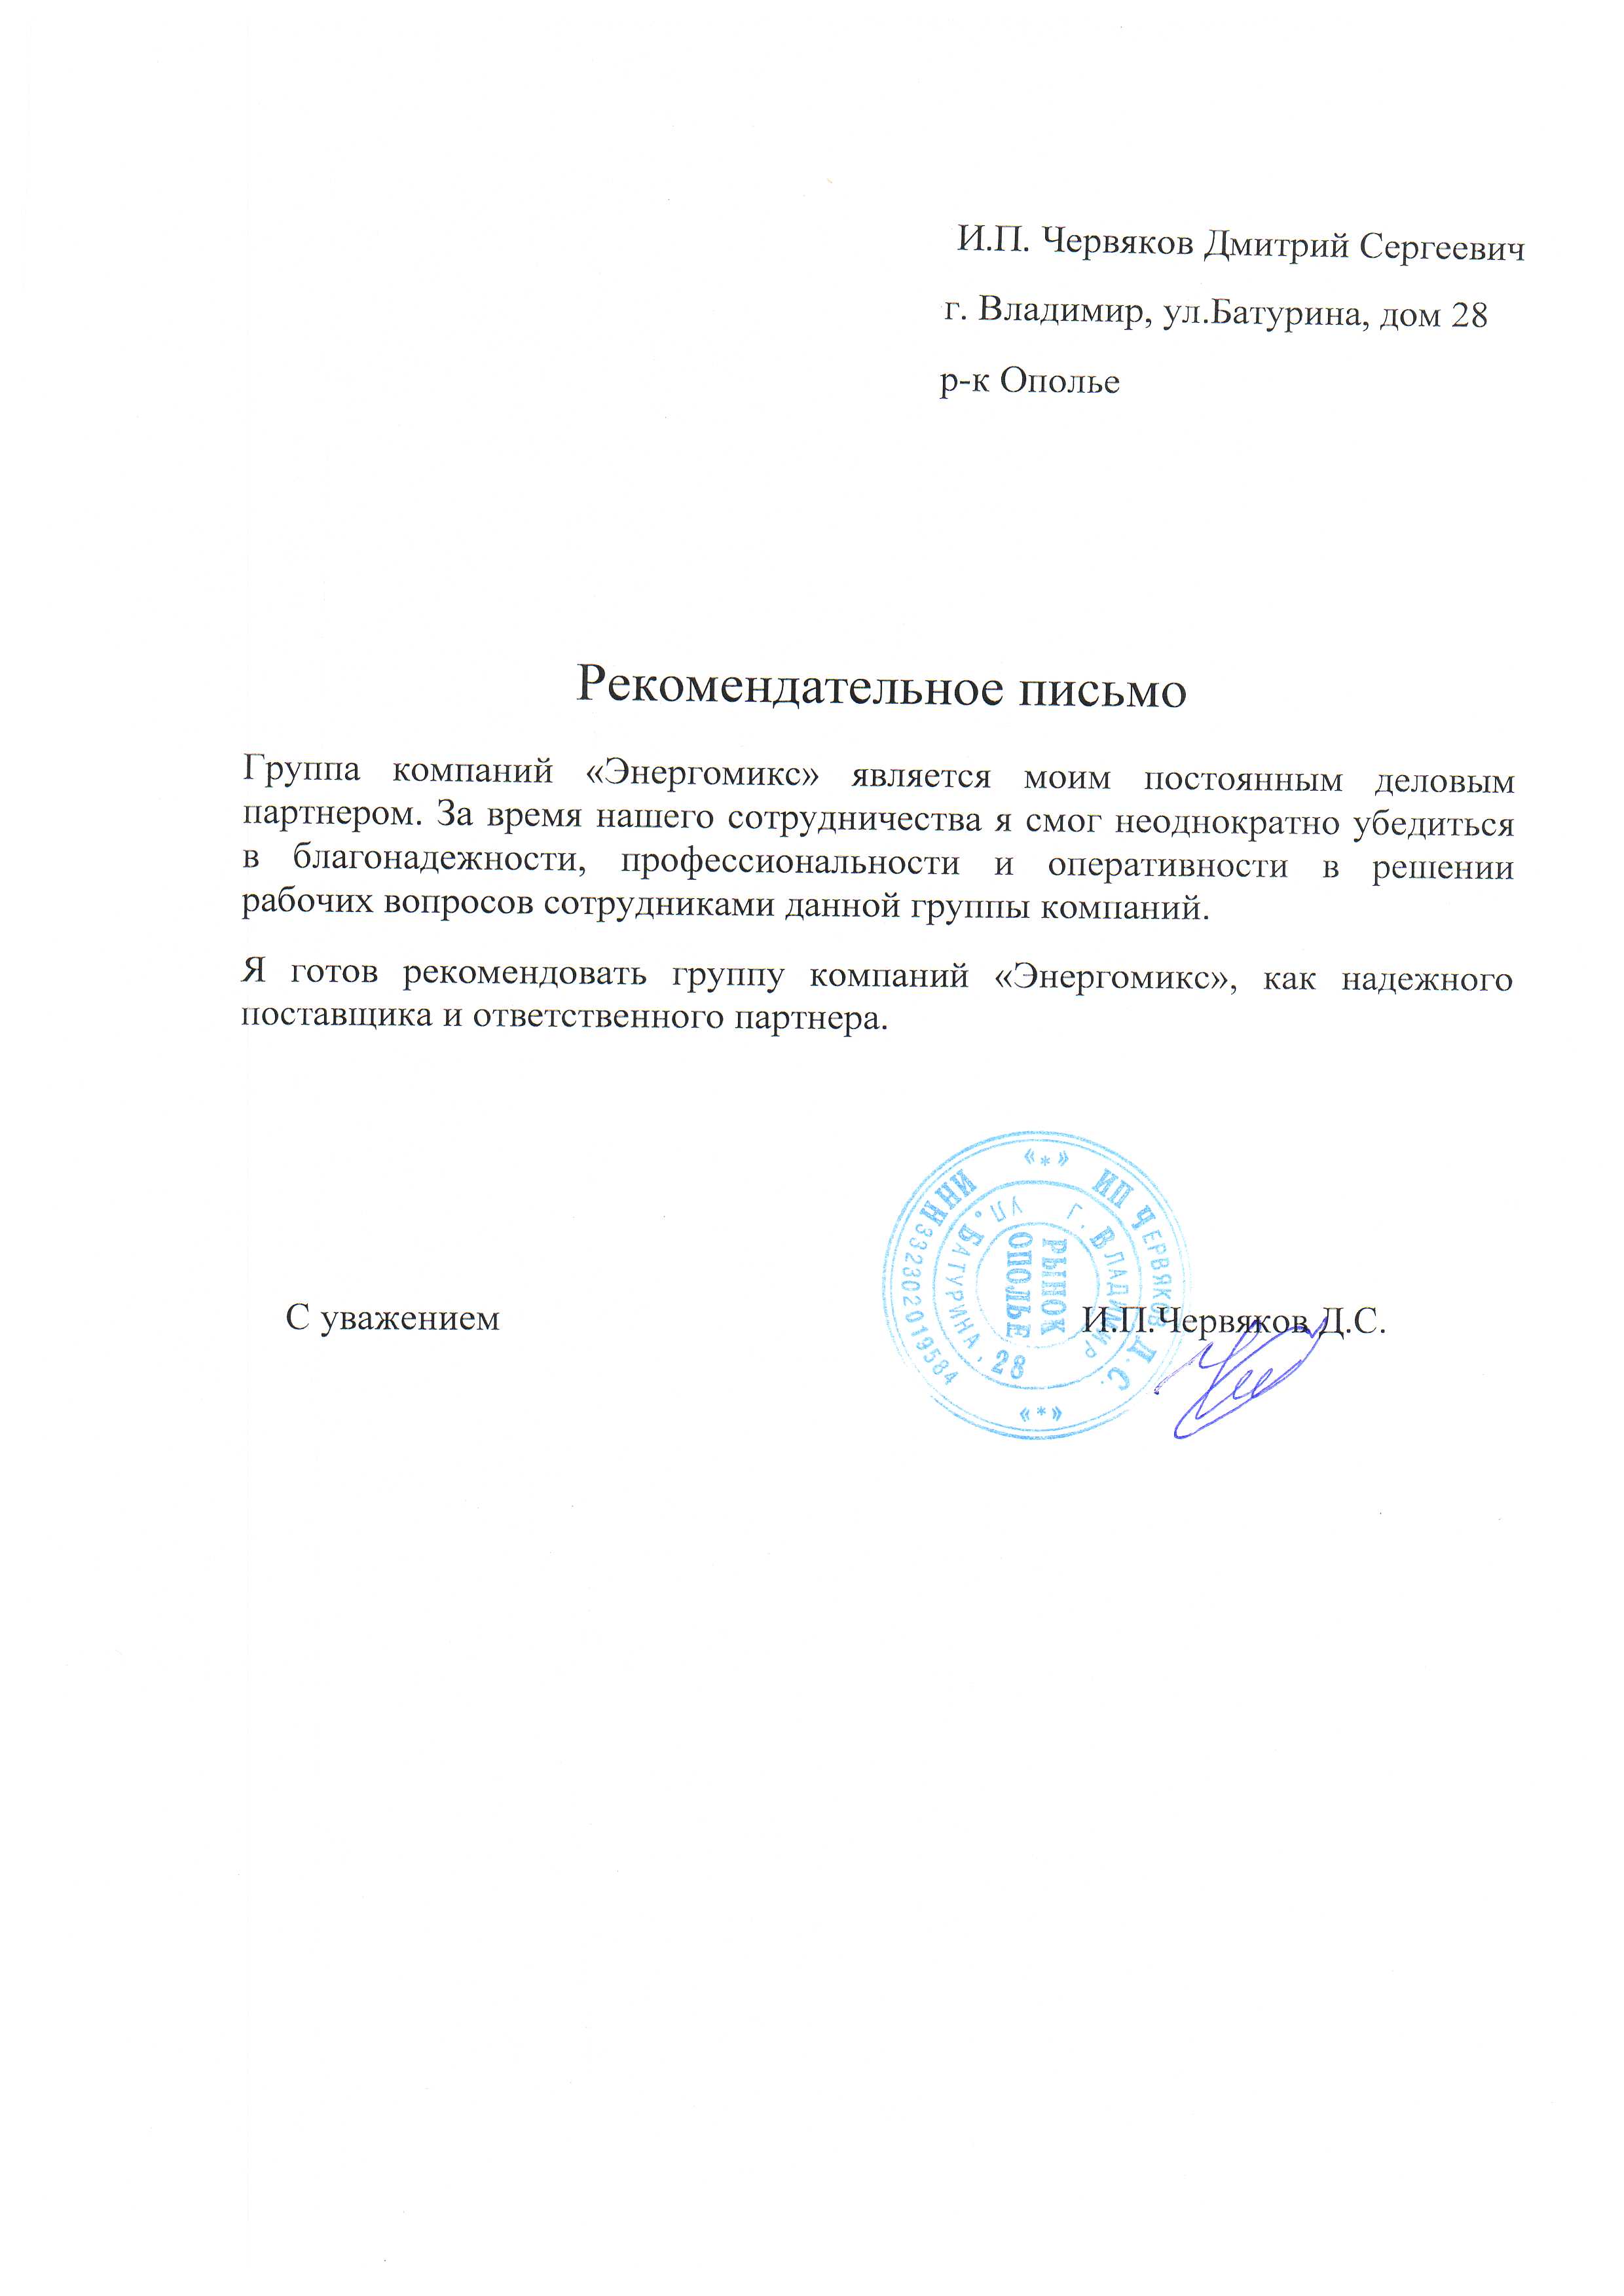 И.П. Червяков Дмитрий Сергеевич
г. Владимир, ул.Батурина, дом 28
р-к Ополье
Рекомендательное письмо
Группа компаний «Энергомикс» является моим постоянным деловым
партнером. За время нашего сотрудничества я смог неоднократно убедиться
в благонадежности, профессиональности и оперативности в решении
рабочих вопросов сотрудниками данной группы компаний.
Я готов рекомендовать группу компаний «Энергомикс», как надежного
поставщика и ответственного партнера.
С уважением И.П.Червяков Д.С.
«*» ИП ЧЕРВЯКОВ Д.С. «*» ИНН332302019584
Г. ВЛАДИМИР УЛ. БАТУРИНА, 28
РЫНОК
ОПОЛЬЕ